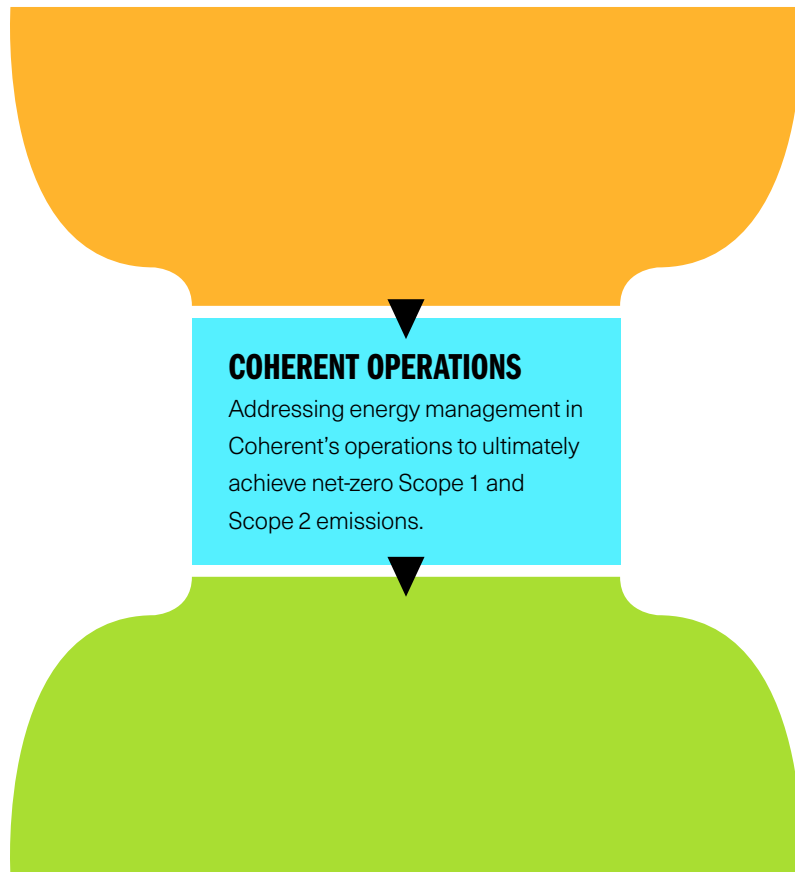 COHERENT OPERATIONS
Addressing energy management in
Coherent’s operations to ultimately
achieve net-zero Scope 1 and
Scope 2 emissions.